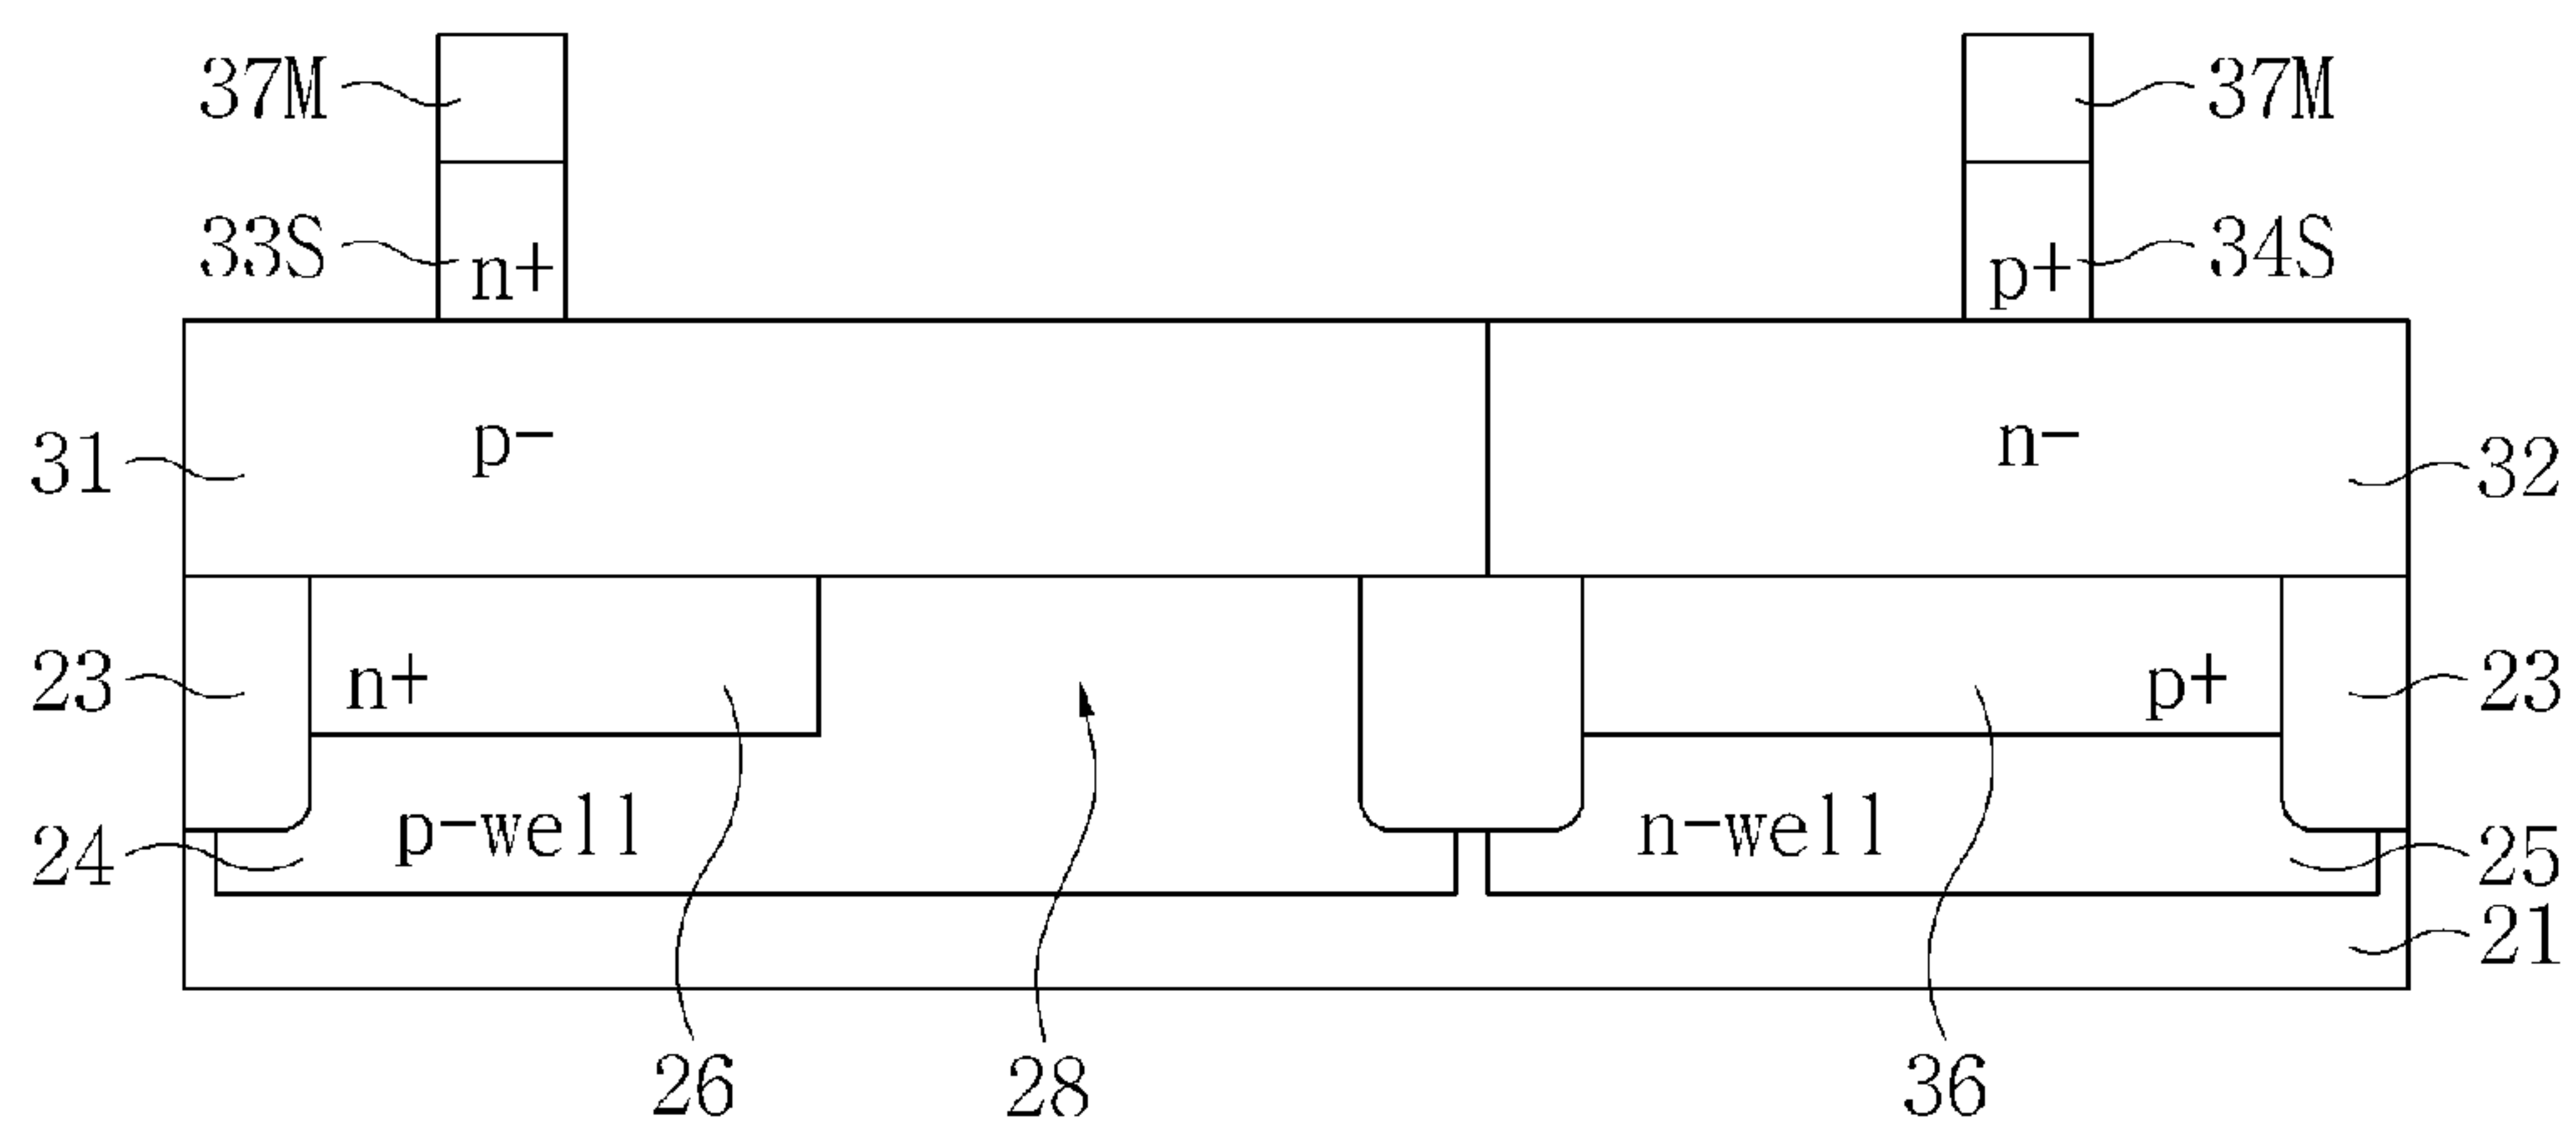 37M 37M
33S n+ p+ 34S
31 p- n- 32
23 n+ p+ 23
24 p-well n-well 25
21
26 28 36